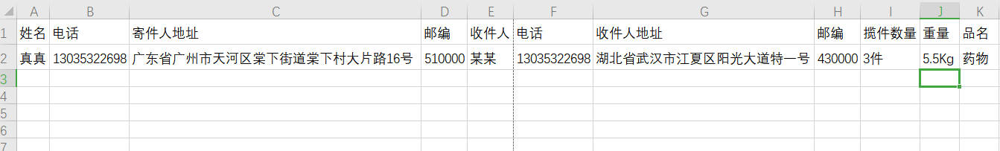 A B C D E F G H I J K
1 姓名 电话 寄件人地址 邮编 收件人 电话 收件人地址 邮编 揽件数量 重量 品名
2 真真 13035322698 广东省广州市天河区棠下街道棠下村大片路16号 510000 某某 13035322698 湖北省武汉市江夏区阳光大道特一号 430000 3件 5.5Kg 药物
3
4
5
6
7